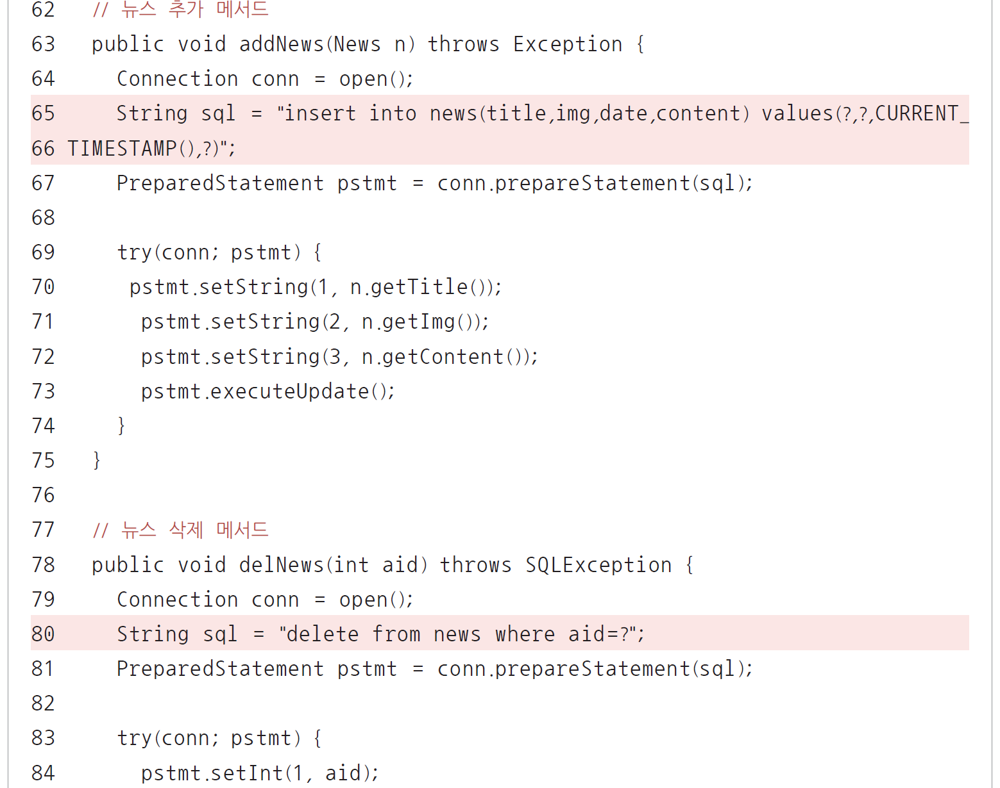 62   // 뉴스 추가 메서드
63   public void addNews(News n) throws Exception {
64     Connection conn = open();
65     String sql = "insert into news(title,img,date,content) values(?,?,CURRENT_
66 TIMESTAMP(),?)";
67     PreparedStatement pstmt = conn.prepareStatement(sql);
68
69     try(conn; pstmt) {
70      pstmt.setString(1, n.getTitle());
71       pstmt.setString(2, n.getImg());
72       pstmt.setString(3, n.getContent());
73       pstmt.executeUpdate();
74     }
75   }
76
77   // 뉴스 삭제 메서드
78   public void delNews(int aid) throws SQLException {
79     Connection conn = open();
80     String sql = "delete from news where aid=?";
81     PreparedStatement pstmt = conn.prepareStatement(sql);
82
83     try(conn; pstmt) {
84       pstmt.setInt(1, aid);